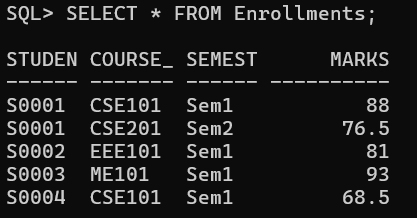 SQL> SELECT * FROM Enrollments;
STUDEN COURSE_ SEMEST      MARKS
------ ------- ------ ----------
S0001  CSE101  Sem1           88
S0001  CSE201  Sem2         76.5
S0002  EEE101  Sem1           81
S0003  ME101   Sem1           93
S0004  CSE101  Sem1         68.5